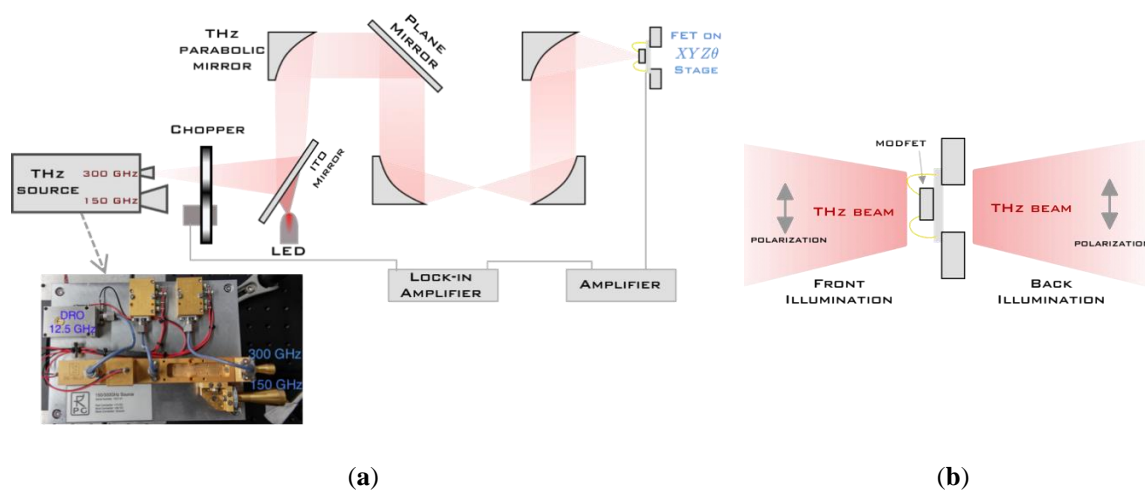 THz
PARABOLIC
MIRROR
PLANE
MIRROR
FET ON
XYZθ
STAGE
CHOPPER
THz
SOURCE
300 GHz
150 GHz
ITO
MIRROR
LED
LOCK-IN
AMPLIFIER
AMPLIFIER
DRO
12.5 GHz
300 GHz
150 GHz
RPG
(a)
MODFET
THz BEAM
POLARIZATION
FRONT
ILLUMINATION
THz BEAM
POLARIZATION
BACK
ILLUMINATION
(b)